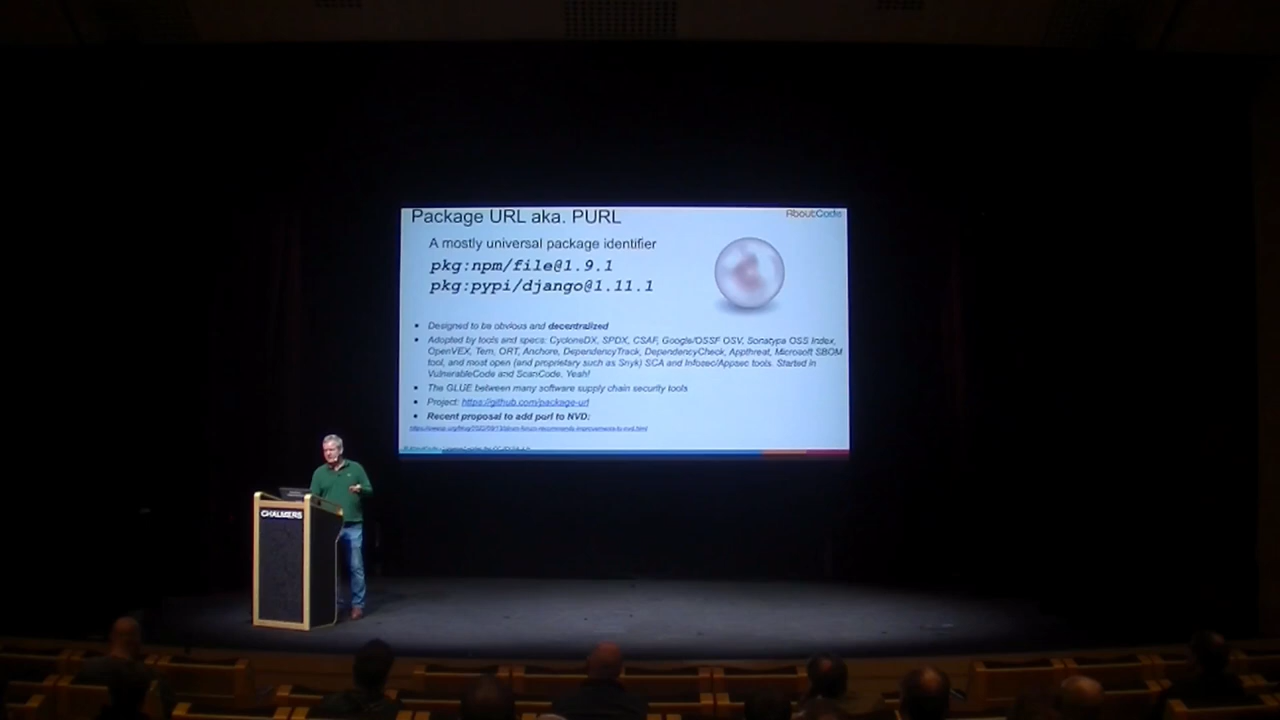 Package URL aka. PURL
AboutCode
A mostly universal package identifier
pkg:npm/file@1.9.1
pkg:pypi/django@1.11.1
• Designed to be obvious and decentralized
• Adopted by tools and specs: CycloneDX, SPDX, CSAF, Google/OSSF OSV, Sonatype OSS Index,
OpenVEX, Tern, ORT, Anchore, DependencyTrack, DependencyCheck, Appthreat, Microsoft SBOM
tool, and most open (and proprietary such as Snyk) SCA and Infosec/Appsec tools. Started in
VulnerableCode and ScanCode, Yeah!
• The GLUE between many software supply chain security tools
• Project: https://github.com/package-url
• Recent proposal to add purl to NVD:
CHALMERS